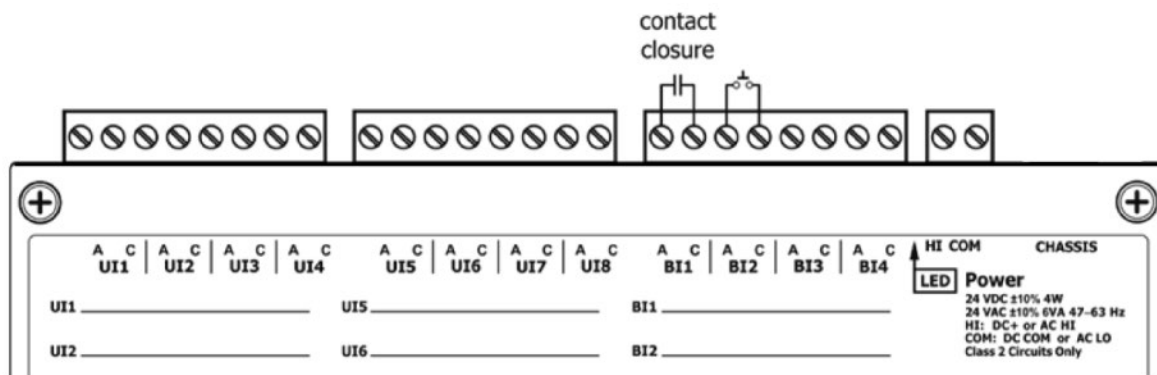 contact
closure
A C A C A C A C A C A C A C A C A C A C A C A C HI COM CHASSIS
UI1 UI2 UI3 UI4 UI5 UI6 UI7 UI8 BI1 BI2 BI3 BI4
LED Power
24 VDC ±10% 4W
24 VAC ±10% 6VA 47–63 Hz
HI: DC+ or AC HI
COM: DC COM or AC LO
Class 2 Circuits Only
UI1 UI5 BI1
UI2 UI6 BI2